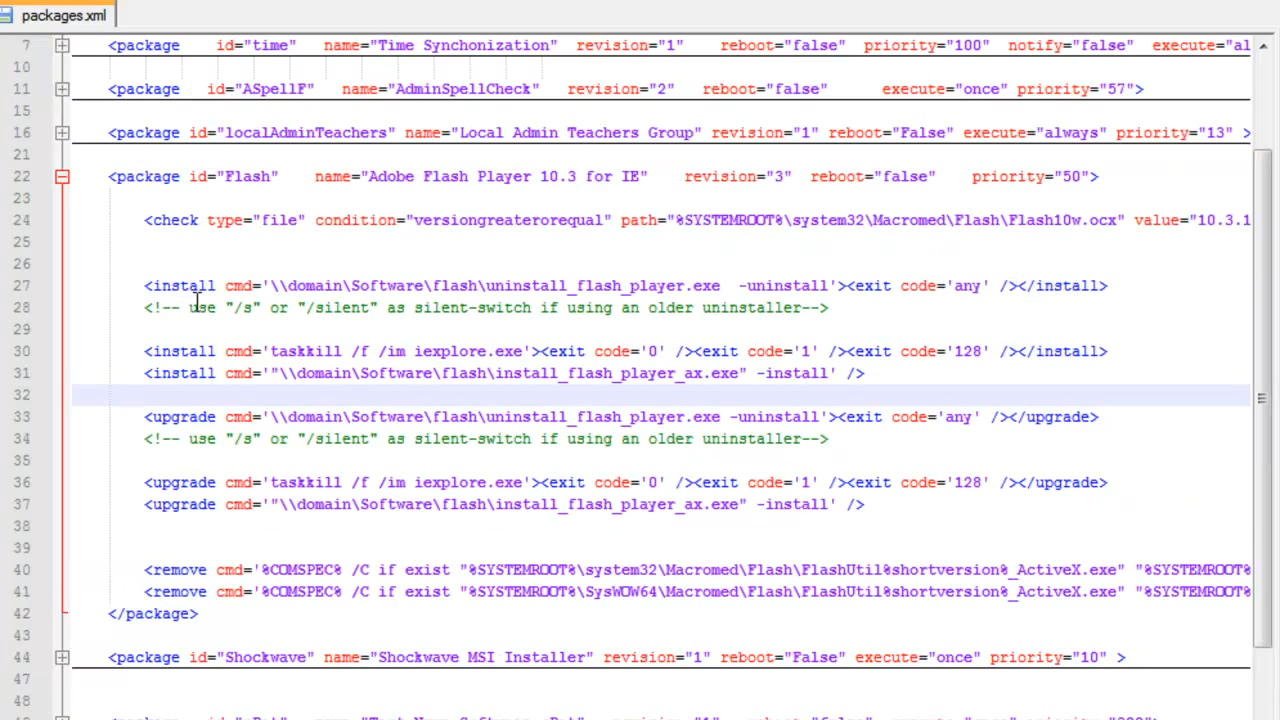 packages.xml
7 <package id="time" name="Time Synchonization" revision="1" reboot="false" priority="100" notify="false" execute="al
10
11 <package id="ASpellF" name="AdminSpellCheck" revision="2" reboot="false" execute="once" priority="57">
15
16 <package id="localAdminTeachers" name="Local Admin Teachers Group" revision="1" reboot="False" execute="always" priority="13" >
21
22 <package id="Flash" name="Adobe Flash Player 10.3 for IE" revision="3" reboot="false" priority="50">
23
24 <check type="file" condition="versiongreaterorequal" path="%SYSTEMROOT%\system32\Macromed\Flash\Flash10w.ocx" value="10.3.1
25
26
27 <install cmd='\\domain\Software\flash\uninstall_flash_player.exe -uninstall'><exit code='any' /></install>
28 <!-- use "/s" or "/silent" as silent-switch if using an older uninstaller-->
29
30 <install cmd='taskkill /f /im iexplore.exe'><exit code='0' /><exit code='1' /><exit code='128' /></install>
31 <install cmd='"\\domain\Software\flash\install_flash_player_ax.exe" -install' />
32
33 <upgrade cmd='\\domain\Software\flash\uninstall_flash_player.exe -uninstall'><exit code='any' /></upgrade>
34 <!-- use "/s" or "/silent" as silent-switch if using an older uninstaller-->
35
36 <upgrade cmd='taskkill /f /im iexplore.exe'><exit code='0' /><exit code='1' /><exit code='128' /></upgrade>
37 <upgrade cmd='"\\domain\Software\flash\install_flash_player_ax.exe" -install' />
38
39
40 <remove cmd='%COMSPEC% /C if exist "%SYSTEMROOT%\system32\Macromed\Flash\FlashUtil%shortversion%_ActiveX.exe" "%SYSTEMROOT%
41 <remove cmd='%COMSPEC% /C if exist "%SYSTEMROOT%\SysWOW64\Macromed\Flash\FlashUtil%shortversion%_ActiveX.exe" "%SYSTEMROOT%
42 </package>
43
44 <package id="Shockwave" name="Shockwave MSI Installer" revision="1" reboot="False" execute="once" priority="10" >
47
48